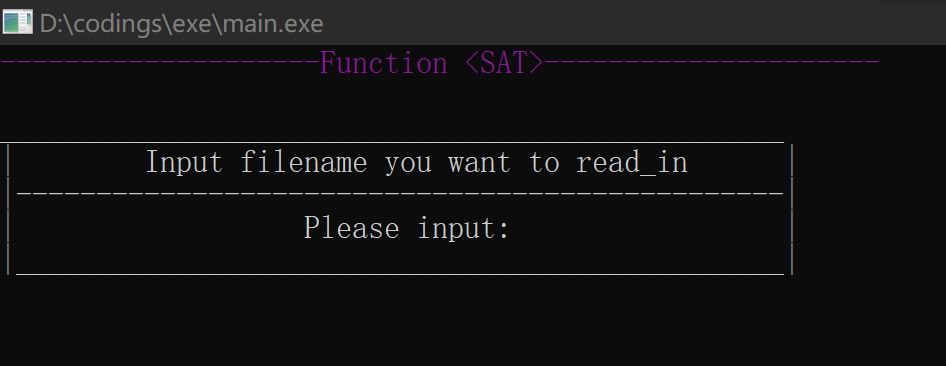 D:\codings\exe\main.exe
--------------------Function <SAT>---------------------
Input filename you want to read_in
Please input: